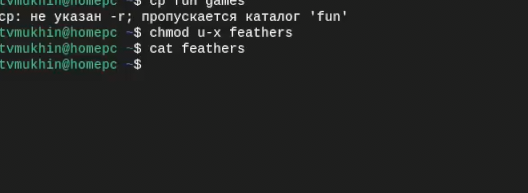 $ cp fun games
cp: не указан -r; пропускается каталог 'fun'
tvmukhin@homepc ~$ chmod u-x feathers
tvmukhin@homepc ~$ cat feathers
tvmukhin@homepc ~$